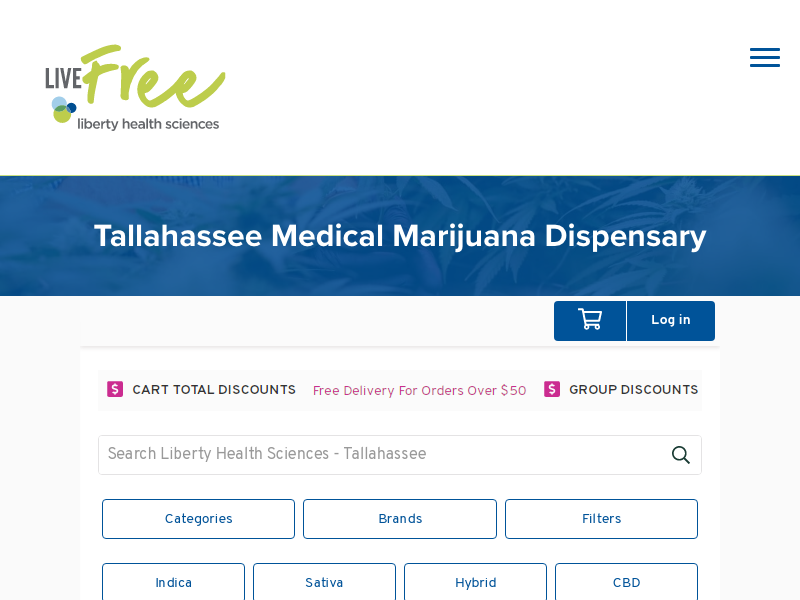 LIVE Free
liberty health sciences
Tallahassee Medical Marijuana Dispensary
Log in
$ CART TOTAL DISCOUNTS Free Delivery For Orders Over $50 $ GROUP DISCOUNTS
Search Liberty Health Sciences - Tallahassee
Categories Brands Filters
Indica Sativa Hybrid CBD